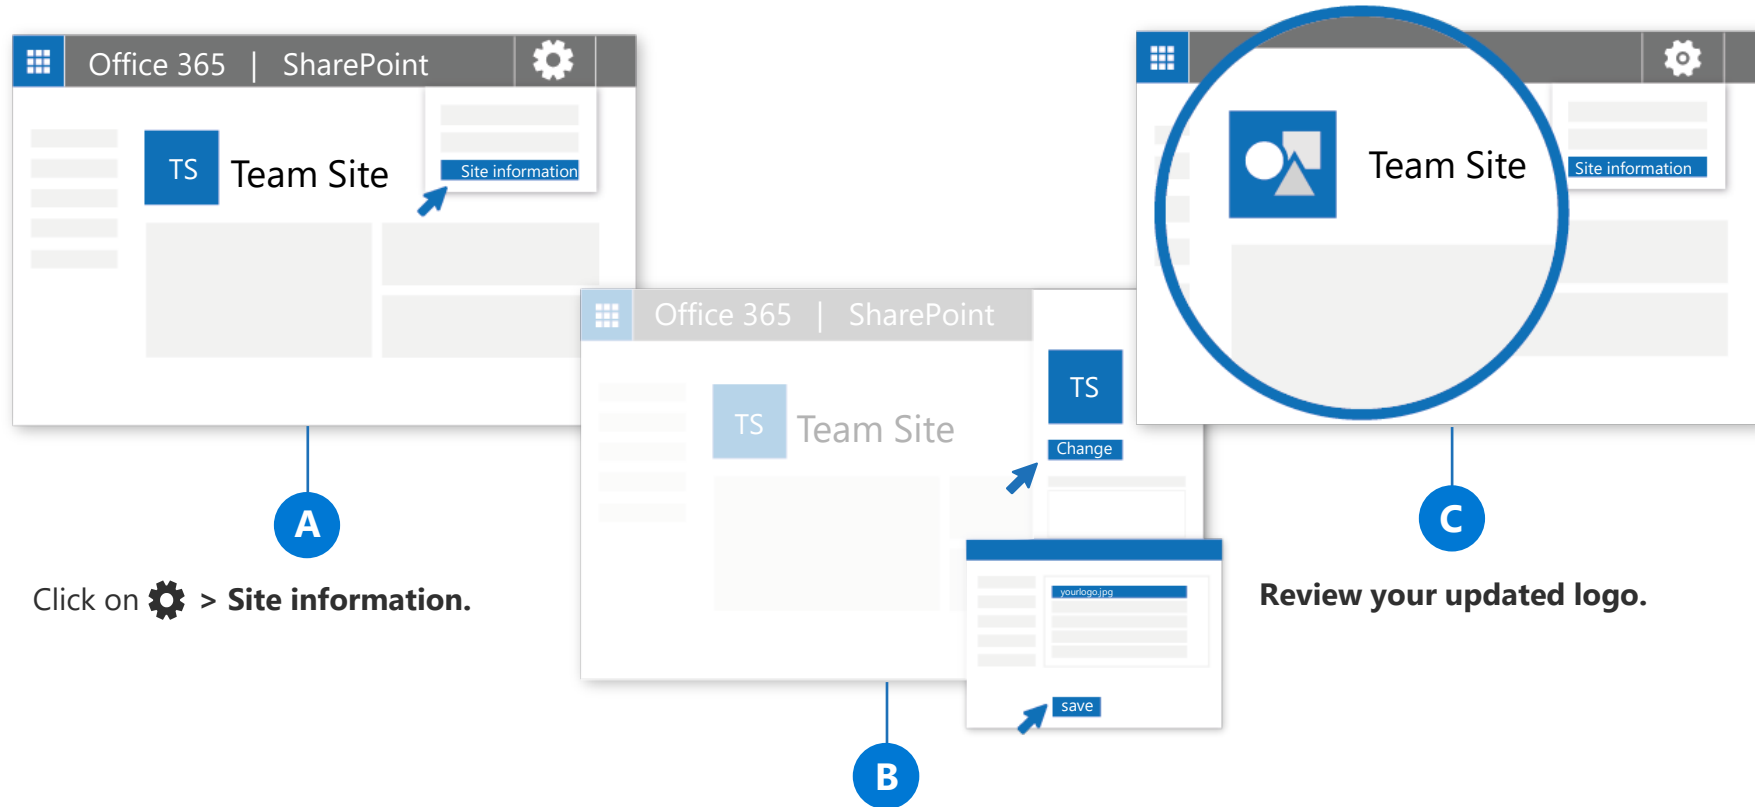 Office 365 | SharePoint
TS
Team Site
Site information
A
Click on > Site information.
Office 365 | SharePoint
TS
Team Site
TS
Change
yourlogo.jpg
save
B
Team Site
Site information
C
Review your updated logo.